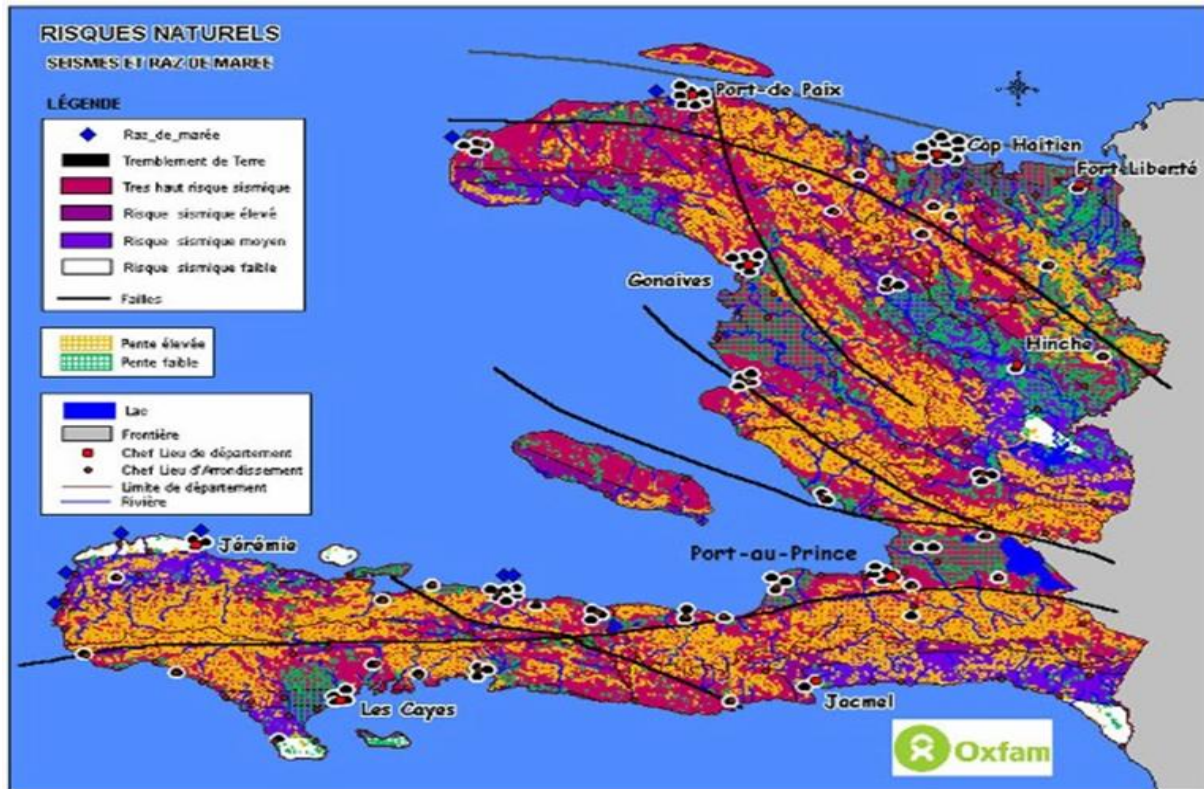 RISQUES NATURELS
SEISMES ET RAZ DE MAREE
LÉGENDE
Raz_de_marée
Tremblement de Terre
Tres haut risque sismique
Risque sismique élevé
Risque sismique moyen
Risque sismique faible
Failles
Pente élevée
Pente faible
Lac
Frontière
Chef Lieu de département
Chef Lieu d'Arrondissement
Limite de département
Rivière
Port-de Paix
Cap Haitien
Fort Liberté
Gonaives
Hinche
Port-au-Prince
Jérémie
Les Cayes
Jacmel
Oxfam